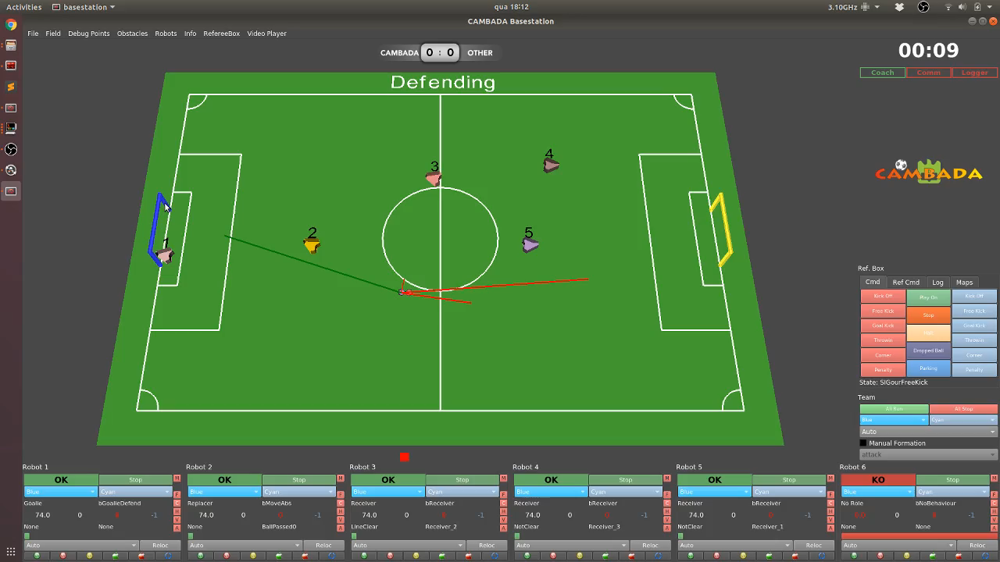 Activities basestation qua 18:12 3.10GHz
CAMBADA Basestation
File Field Debug Points Obstacles Robots Info RefereeBox Video Player
CAMBADA 0 : 0 OTHER
00:09
Coach Comm Logger
Defending
1
2
3
4
5
CAMBADA
Ref. Box
Cmd Ref Cmd Log Maps
Kick Off Play On Kick Off
Free Kick Stop Free Kick
Goal Kick Goal Kick
Throwin Dropped Ball Throwin
Corner Corner
Penalty Parking Penalty
State: SIGourFreeKick
Team
All Run All Stop
Blue Cyan
Auto
Manual Formation
attack
Robot 1 Robot 2 Robot 3 Robot 4 Robot 5 Robot 6
OK Stop M OK Stop M OK Stop M OK Stop M OK Stop M KO Stop M
Blue Cyan F Blue Cyan F Blue Cyan F Blue Cyan F Blue Cyan F Blue Cyan F
Goalie bGoalieDefend C Replacer bMoveAbs C Receiver bReceiver C Receiver bReceiver C Receiver bReceiver C No Role bNoBehaviour C
74.0 0 -1 H 74.0 0 0 -1 H 74.0 0 -1 H 74.0 0 0 -1 H 74.0 0 0 -1 H 0.0 0 -1 H
None None V None BallPassed0 V LineClear Receiver_2 V NotClear Receiver_3 V NotClear Receiver_1 V None None V
Auto Reloc Auto Reloc Auto Reloc Auto Reloc Auto Reloc Auto Reloc